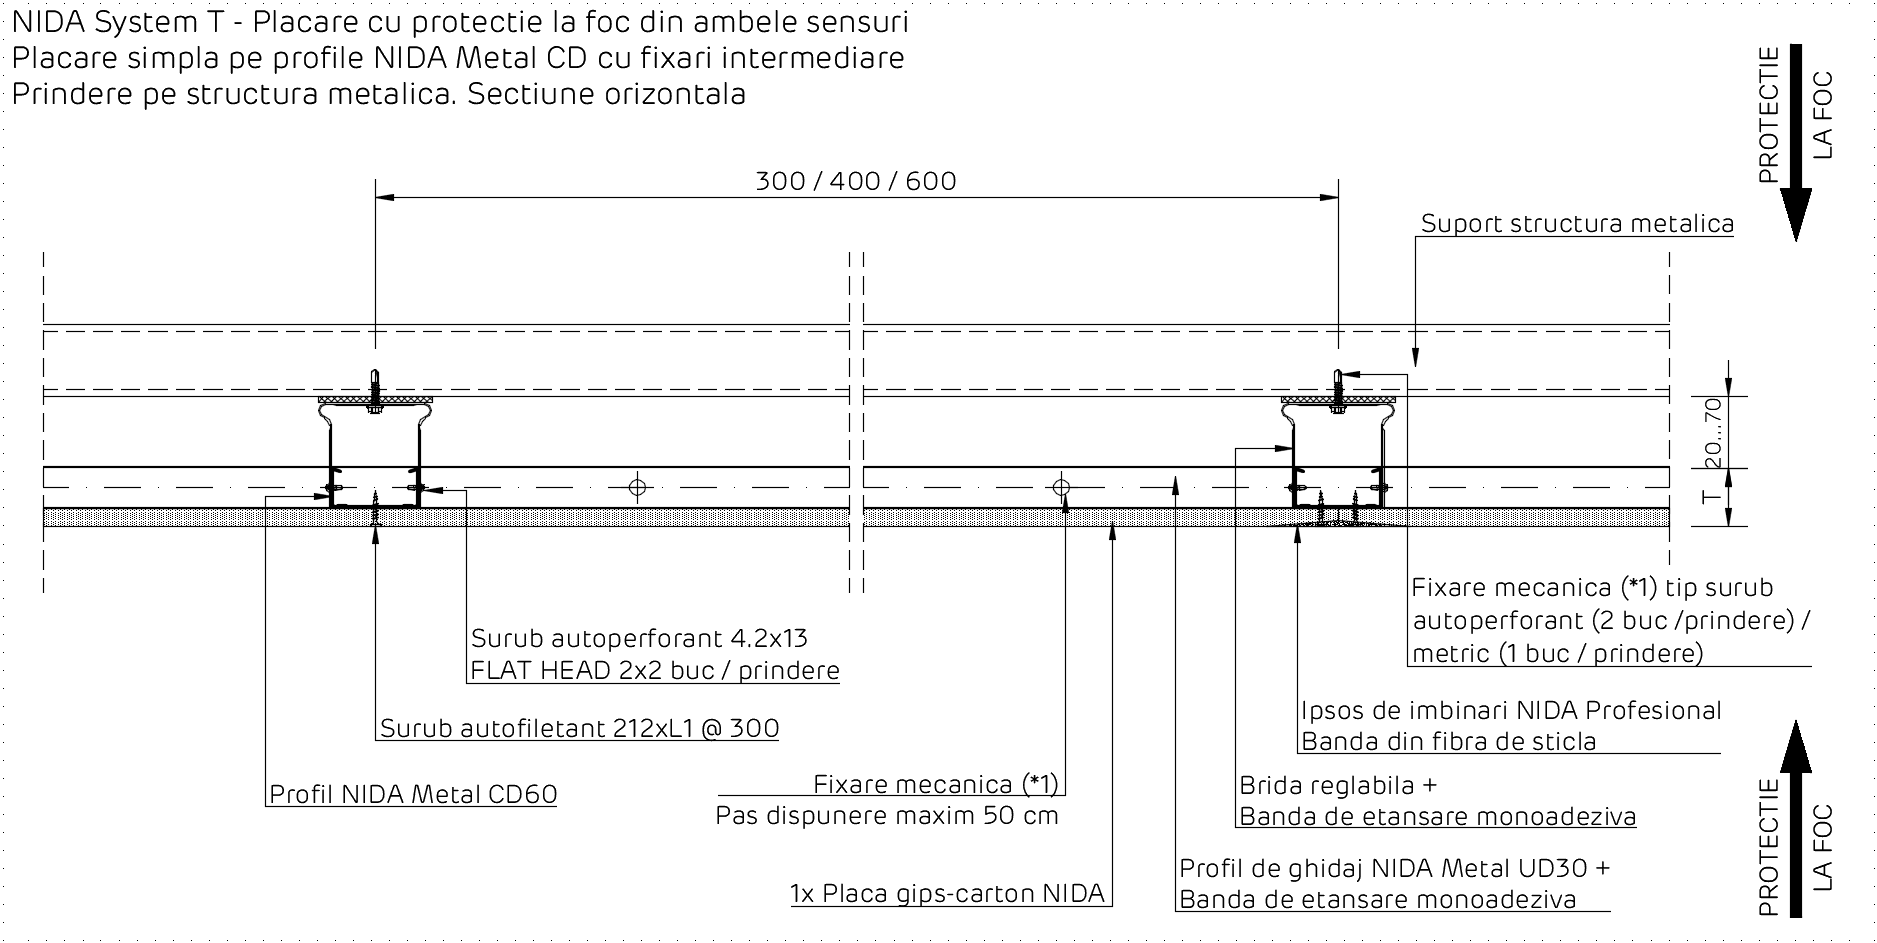 NIDA System T - Placare cu protectie la foc din ambele sensuri
Placare simpla pe profile NIDA Metal CD cu fixari intermediare
Prindere pe structura metalica. Sectiune orizontala
PROTECTIE
LA FOC
300 / 400 / 600
Suport structura metalica
20...70
T
Fixare mecanica (*1) tip surub
autoperforant (2 buc /prindere) /
metric (1 buc / prindere)
Surub autoperforant 4.2x13
FLAT HEAD 2x2 buc / prindere
Surub autofiletant 212xL1 @ 300
Profil NIDA Metal CD60
Ipsos de imbinari NIDA Profesional
Banda din fibra de sticla
Fixare mecanica (*1)
Pas dispunere maxim 50 cm
Brida reglabila +
Banda de etansare monoadeziva
1x Placa gips-carton NIDA
Profil de ghidaj NIDA Metal UD30 +
Banda de etansare monoadeziva
PROTECTIE
LA FOC